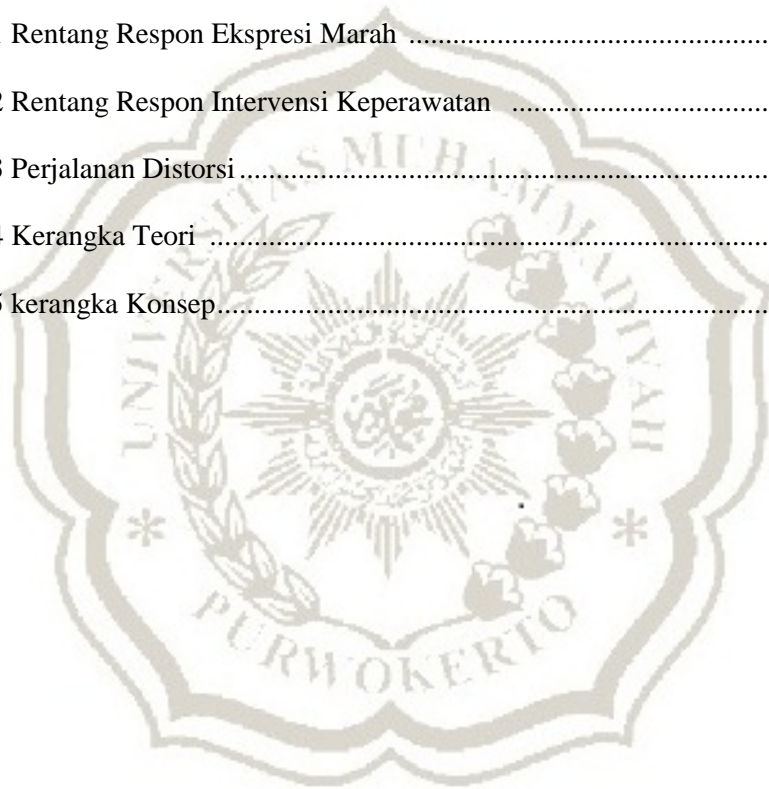 1 Rentang Respon Ekspresi Marah ..............................................
2 Rentang Respon Intervensi Keperawatan ................................
3 Perjalanan Distorsi......................................................................
4 Kerangka Teori ..........................................................................
5 kerangka Konsep.........................................................................
UNIVERSITAS MUHAMMADIYAH
PURWOKERTO